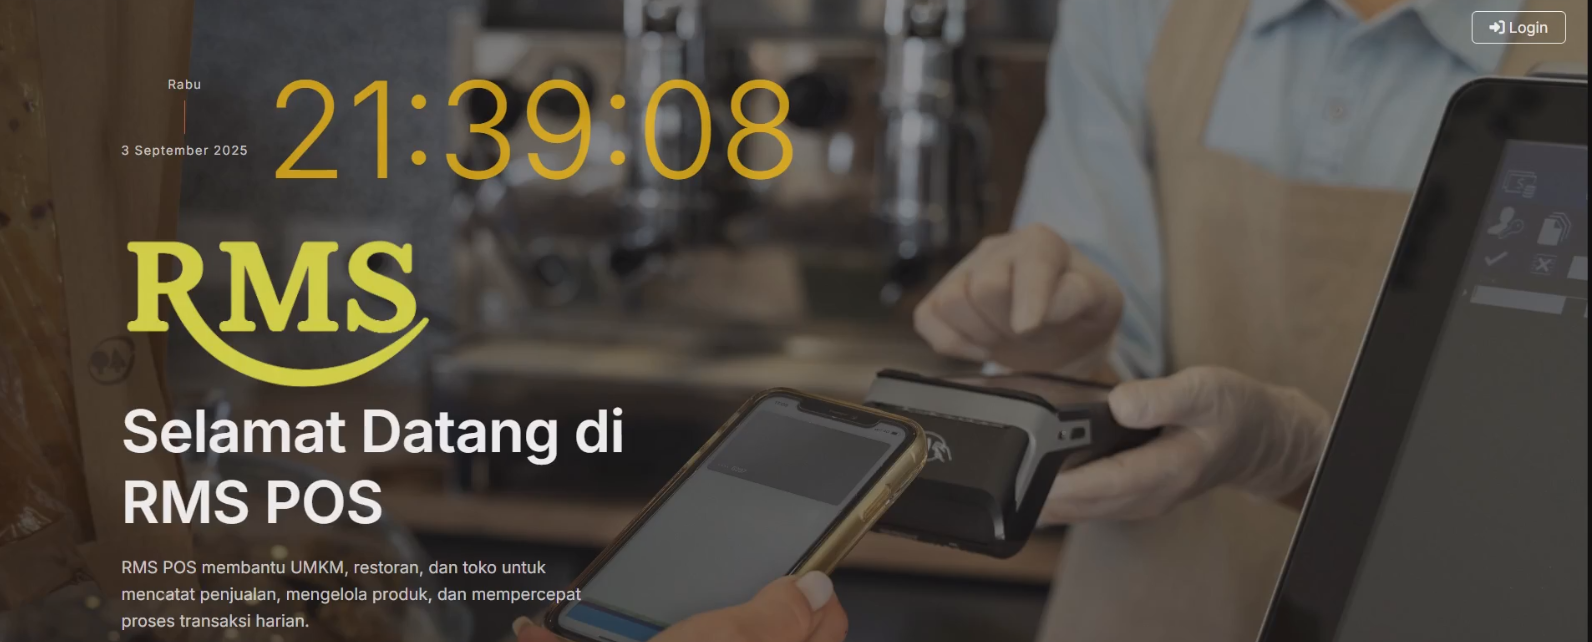 Login
Rabu
3 September 2025
21:39:08
RMS
Selamat Datang di
RMS POS
RMS POS membantu UMKM, restoran, dan toko untuk
mencatat penjualan, mengelola produk, dan mempercepat
proses transaksi harian.